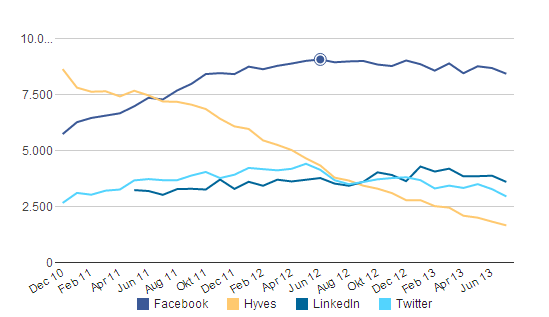 10.0...
7.500
5.000
2.500
0
Dec 10 Feb 11 Apr 11 Jun 11 Aug 11 Okt 11 Dec 11 Feb 12 Apr 12 Jun 12 Aug 12 Okt 12 Dec 12 Feb 13 Apr 13 Jun 13
Facebook Hyves LinkedIn Twitter